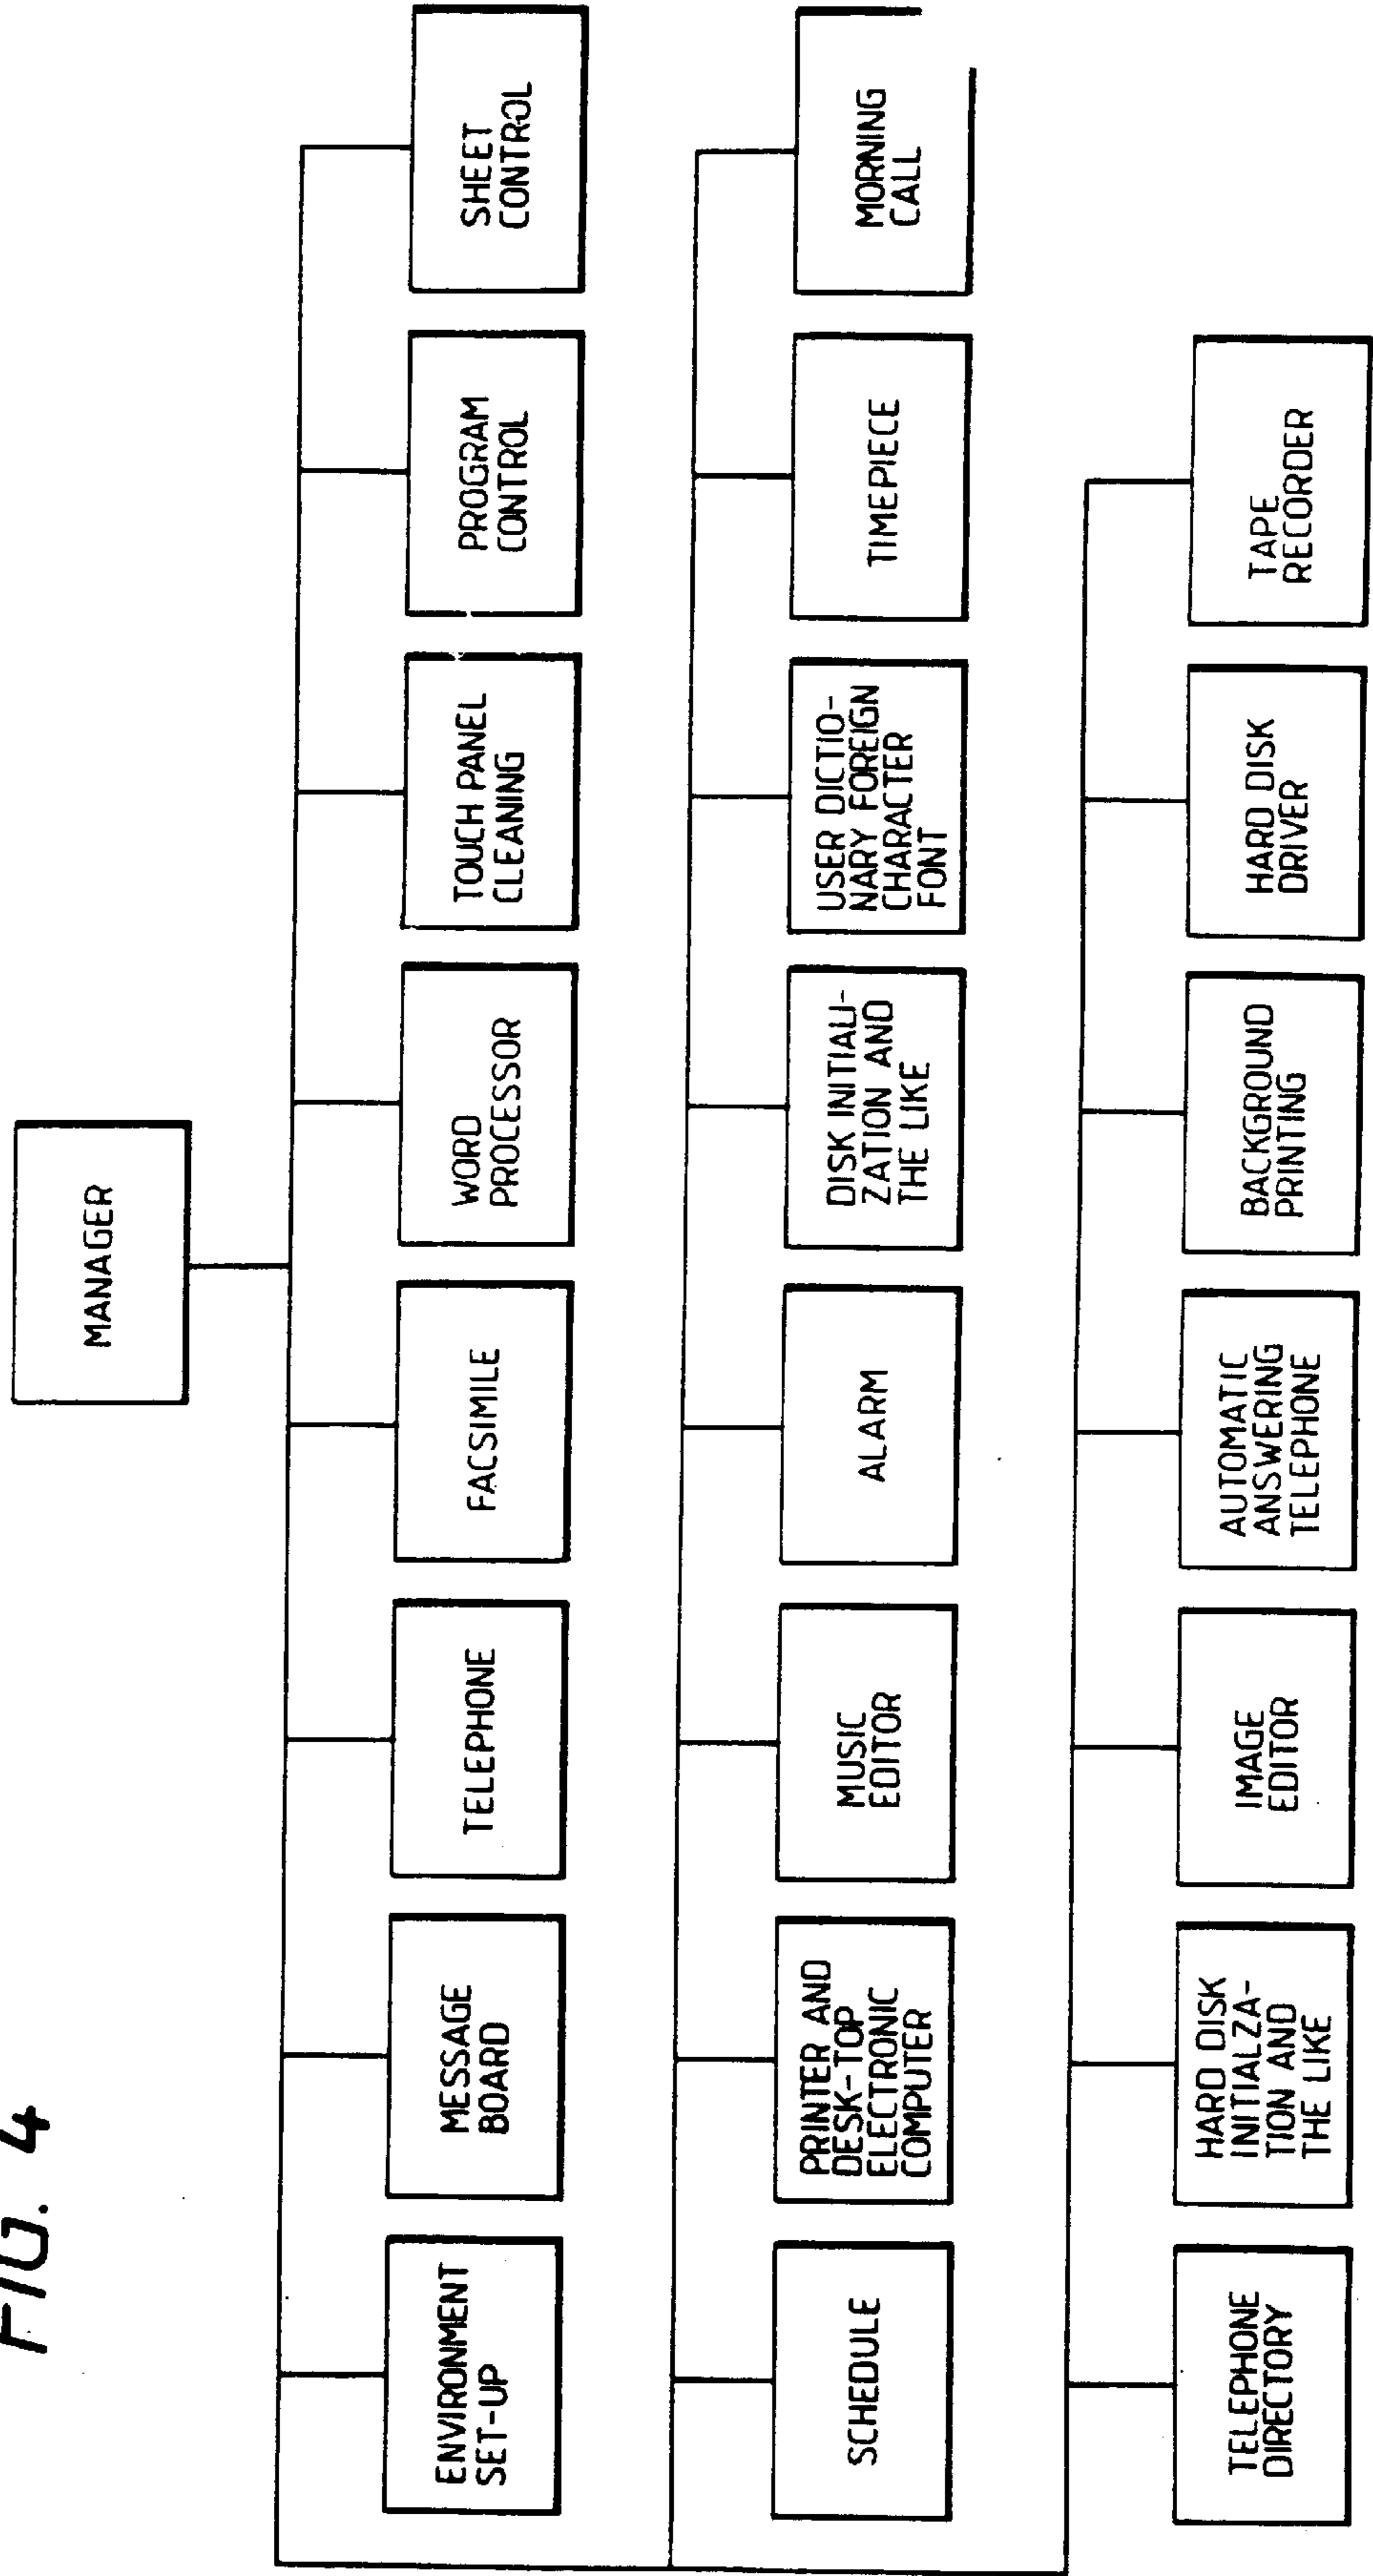 FIG. 4
MANAGER
ENVIRONMENT
SET-UP
MESSAGE
BOARD
TELEPHONE
FACSIMILE
WORD
PROCESSOR
TOUCH PANEL
CLEANING
PROGRAM
CONTROL
SHEET
CONTROL
SCHEDULE
PRINTER AND
DESK-TOP
ELECTRONIC
COMPUTER
MUSIC
EDITOR
ALARM
DISK INITIALI-
ZATION AND
THE LIKE
USER DICTIO-
NARY FOREIGN
CHARACTER
FONT
TIMEPIECE
MORNING
CALL
TELEPHONE
DIRECTORY
HARD DISK
INITIALZA-
TION AND
THE LIKE
IMAGE
EDITOR
AUTOMATIC
ANSWERING
TELEPHONE
BACKGROUND
PRINTING
HARD DISK
DRIVER
TAPE
RECORDER